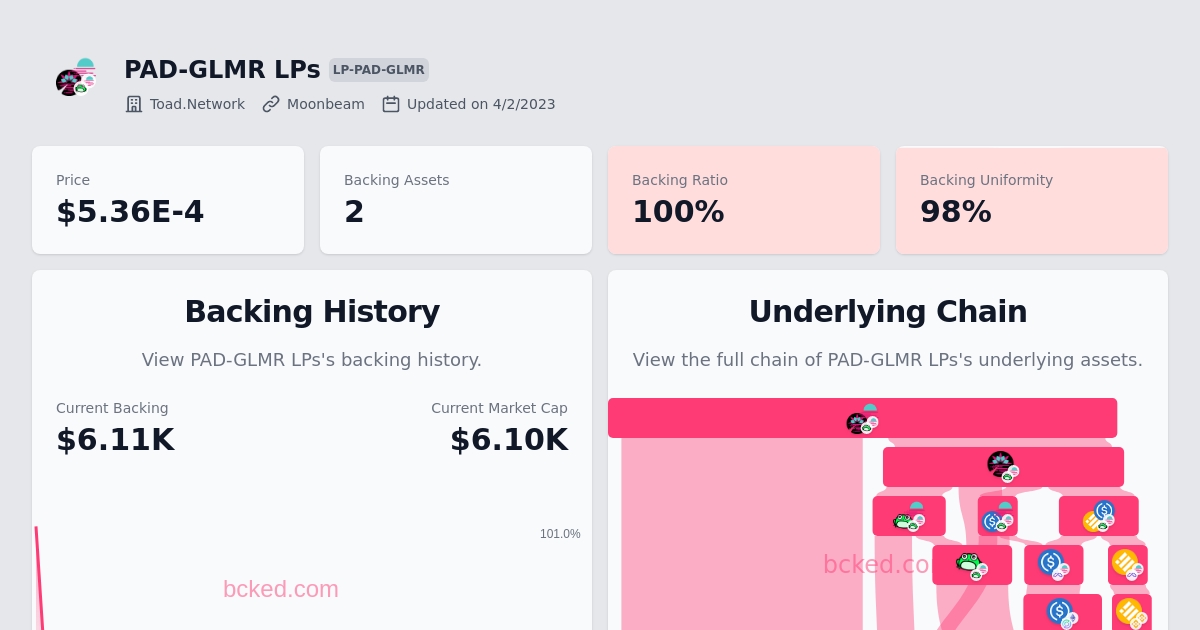 PAD-GLMR LPs LP-PAD-GLMR
Toad.Network Moonbeam Updated on 4/2/2023
Price
$5.36E-4
Backing Assets
2
Backing Ratio
100%
Backing Uniformity
98%
Backing History
View PAD-GLMR LPs's backing history.
Current Backing
$6.11K
Current Market Cap
$6.10K
101.0%
bcked.com
Underlying Chain
View the full chain of PAD-GLMR LPs's underlying assets.
bcked.co